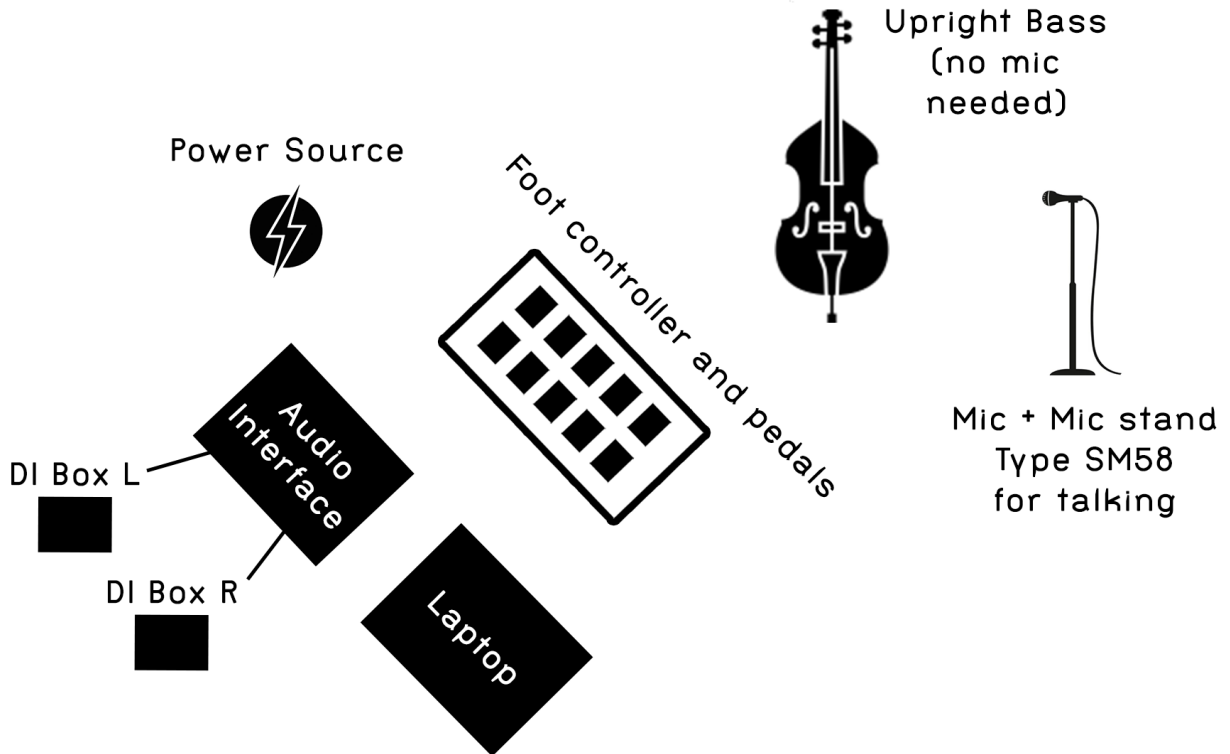 Upright Bass
(no mic
needed)
Power Source
Foot controller and pedals
Audio
Interface
DI Box L
DI Box R
Laptop
Mic + Mic stand
Type SM58
for talking